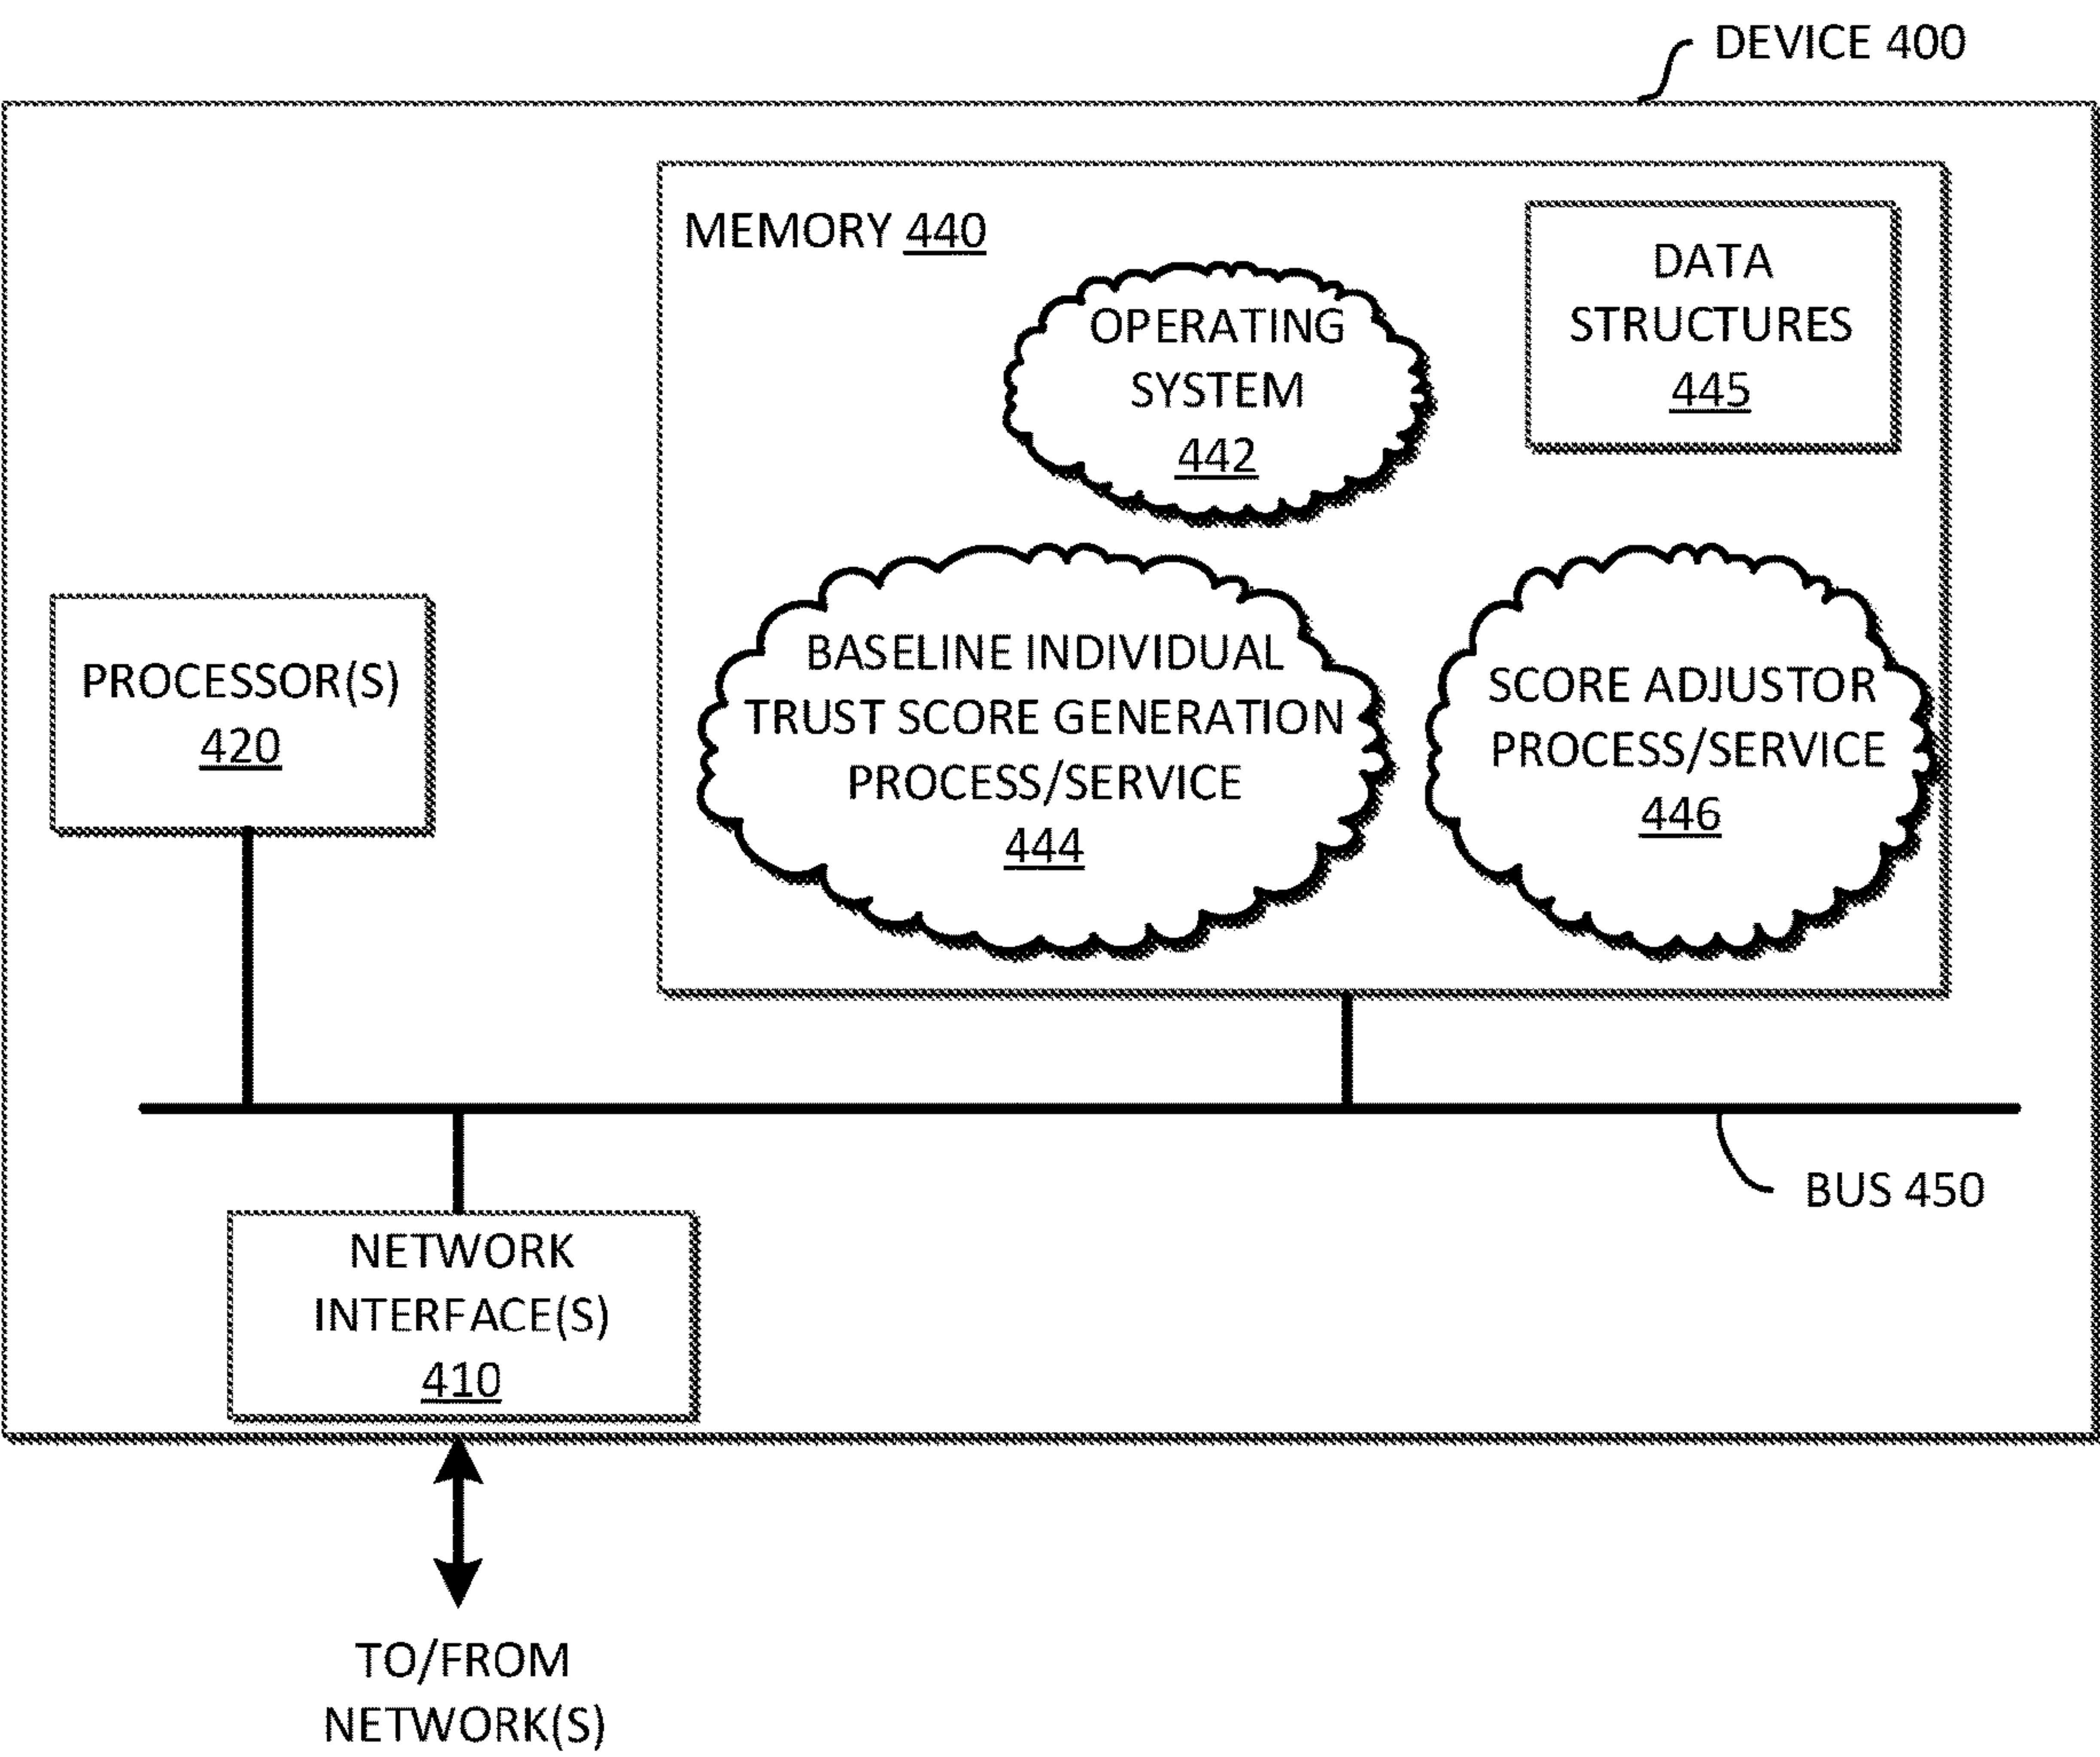 DEVICE 400
MEMORY 440
OPERATING
SYSTEM
442
DATA
STRUCTURES
445
PROCESSOR(S)
420
BASELINE INDIVIDUAL
TRUST SCORE GENERATION
PROCESS/SERVICE
444
SCORE ADJUSTOR
PROCESS/SERVICE
446
BUS 450
NETWORK
INTERFACE(S)
410
TO/FROM
NETWORK(S)